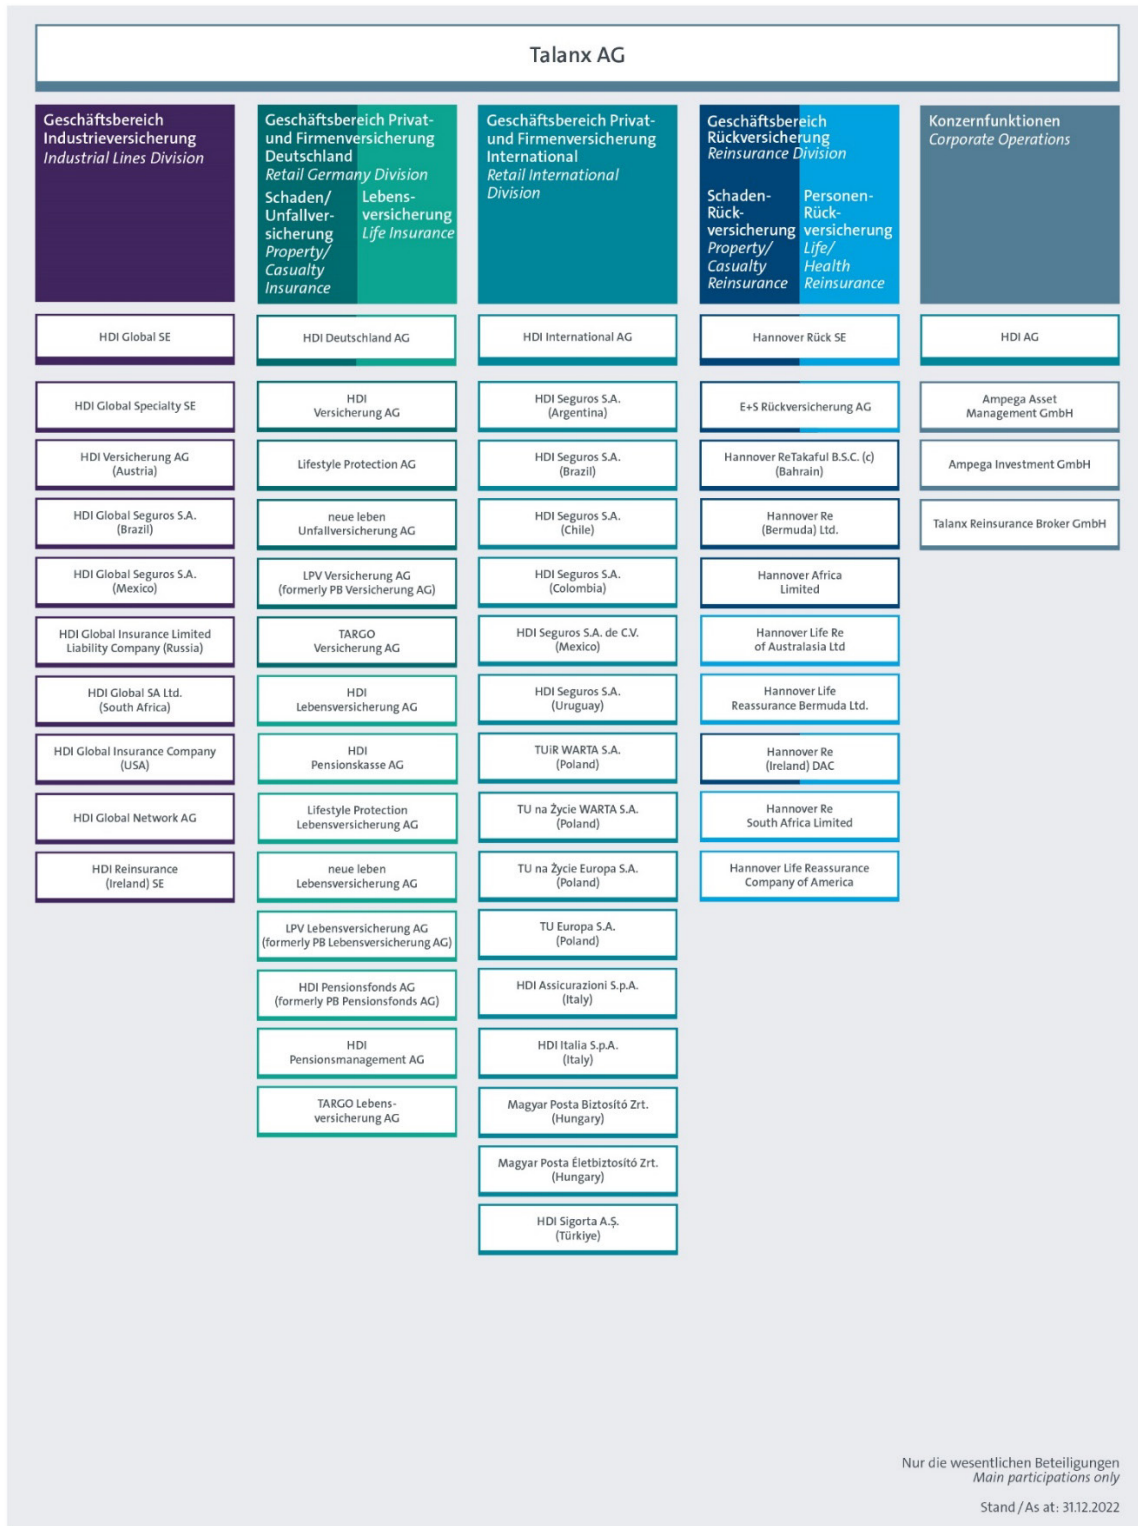 Talanx AG
Geschäftsbereich
Industrieversicherung
Industrial Lines Division
Geschäftsbereich Privat-
und Firmenversicherung
Deutschland
Retail Germany Division
Schaden/
Unfallver-
sicherung
Property/
Casualty
Insurance
Lebens-
versicherung
Life Insurance
Geschäftsbereich Privat-
und Firmenversicherung
International
Retail International
Division
Geschäftsbereich
Rückversicherung
Reinsurance Division
Schaden-
Rück-
versicherung
Property/
Casualty
Reinsurance
Personen-
Rück-
versicherung
Life/
Health
Reinsurance
Konzernfunktionen
Corporate Operations
HDI Global SE
HDI Global Specialty SE
HDI Versicherung AG
(Austria)
HDI Global Seguros S.A.
(Brazil)
HDI Global Seguros S.A.
(Mexico)
HDI Global Insurance Limited
Liability Company (Russia)
HDI Global SA Ltd.
(South Africa)
HDI Global Insurance Company
(USA)
HDI Global Network AG
HDI Reinsurance
(Ireland) SE
HDI Deutschland AG
HDI
Versicherung AG
Lifestyle Protection AG
neue leben
Unfallversicherung AG
LPV Versicherung AG
(formerly PB Versicherung AG)
TARGO
Versicherung AG
HDI
Lebensversicherung AG
HDI
Pensionskasse AG
Lifestyle Protection
Lebensversicherung AG
neue leben
Lebensversicherung AG
LPV Lebensversicherung AG
(formerly PB Lebensversicherung AG)
HDI Pensionsfonds AG
(formerly PB Pensionsfonds AG)
HDI
Pensionsmanagement AG
TARGO Lebens-
versicherung AG
HDI International AG
HDI Seguros S.A.
(Argentina)
HDI Seguros S.A.
(Brazil)
HDI Seguros S.A.
(Chile)
HDI Seguros S.A.
(Colombia)
HDI Seguros S.A. de C.V.
(Mexico)
HDI Seguros S.A.
(Uruguay)
TUiR WARTA S.A.
(Poland)
TU na Życie WARTA S.A.
(Poland)
TU na Życie Europa S.A.
(Poland)
TU Europa S.A.
(Poland)
HDI Assicurazioni S.p.A.
(Italy)
HDI Italia S.p.A.
(Italy)
Magyar Posta Biztosító Zrt.
(Hungary)
Magyar Posta Életbiztosító Zrt.
(Hungary)
HDI Sigorta A.Ş.
(Türkiye)
Hannover Rück SE
E+S Rückversicherung AG
Hannover ReTakaful B.S.C. (c)
(Bahrain)
Hannover Re
(Bermuda) Ltd.
Hannover Africa
Limited
Hannover Life Re
of Australasia Ltd
Hannover Life
Reassurance Bermuda Ltd.
Hannover Re
(Ireland) DAC
Hannover Re
South Africa Limited
Hannover Life Reassurance
Company of America
HDI AG
Ampega Asset
Management GmbH
Ampega Investment GmbH
Talanx Reinsurance Broker GmbH
Nur die wesentlichen Beteiligungen
Main participations only
Stand / As at: 31.12.2022